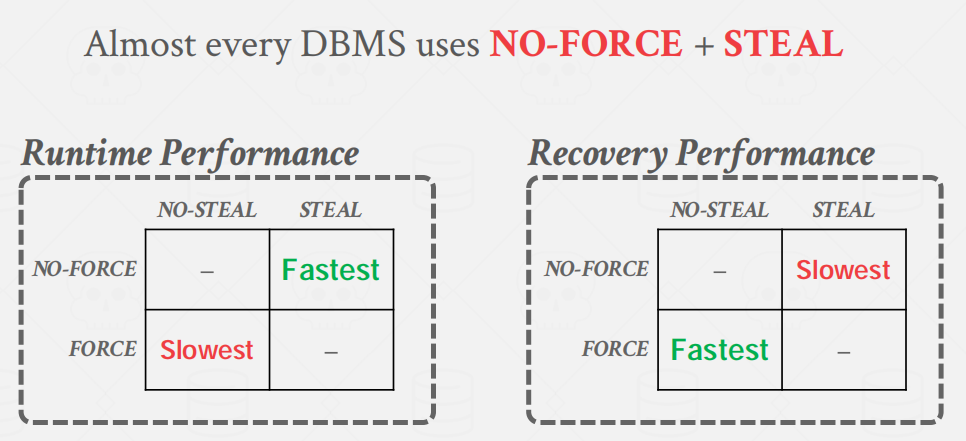 Almost every DBMS uses NO-FORCE + STEAL
Runtime Performance
NO-STEAL STEAL
NO-FORCE – Fastest
FORCE Slowest –
Recovery Performance
NO-STEAL STEAL
NO-FORCE – Slowest
FORCE Fastest –